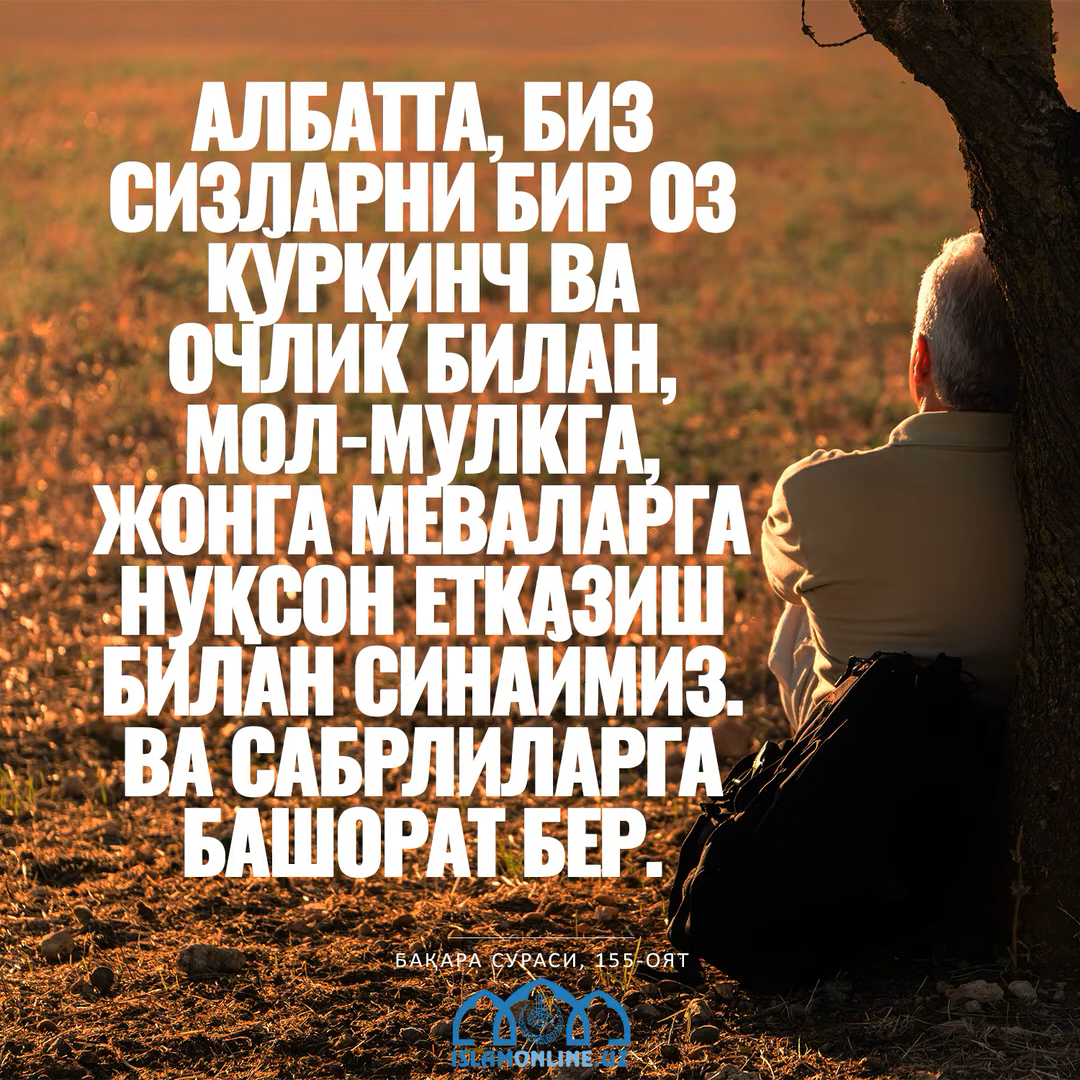 АЛБАТТА, БИЗ
СИЗЛАРНИ БИР ОЗ
ҚЎРҚИНЧ ВА
ОЧЛИК БИЛАН,
МОЛ-МУЛКГА,
ЖОНГА МЕВАЛАРГА
НУҚСОН ЕТКАЗИШ
БИЛАН СИНАЙМИЗ.
ВА САБРЛИЛАРГА
БАШОРАТ БЕР.
БАҚАРА СУРАСИ, 155-ОЯТ
ISLAMONLINE.UZ